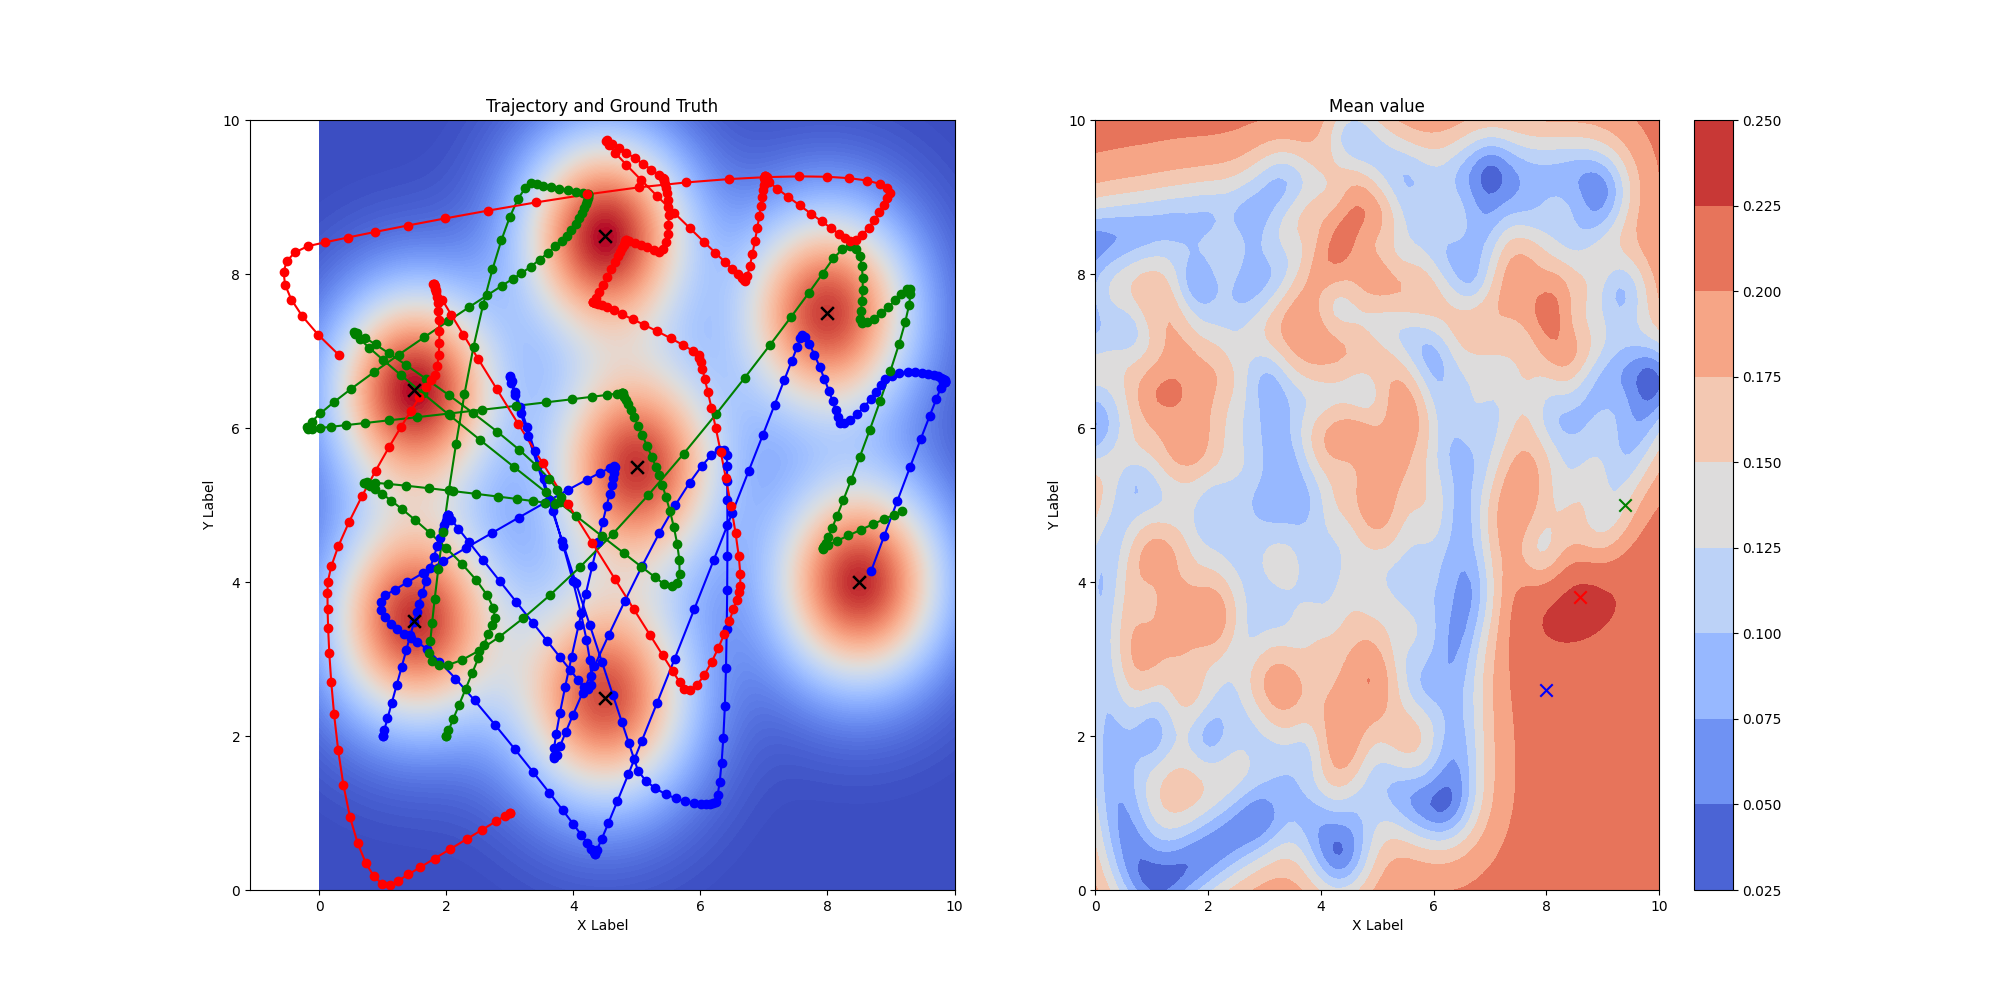 Trajectory and Ground Truth
Y Label
10
8
6
4
2
0
0 2 4 6 8 10
X Label
Mean value
Y Label
10
8
6
4
2
0
0 2 4 6 8 10
X Label
0.250
0.225
0.200
0.175
0.150
0.125
0.100
0.075
0.050
0.025